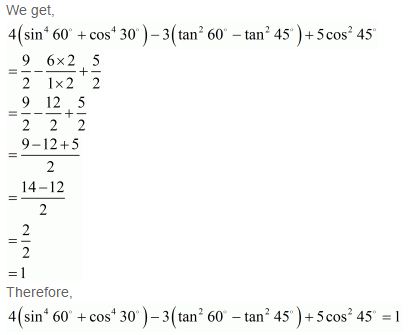 We get,
4(sin⁴ 60° + cos⁴ 30°) − 3(tan² 60° − tan² 45°) + 5cos² 45°
= 9/2 − (6×2)/(1×2) + 5/2
= 9/2 − 12/2 + 5/2
= (9−12+5)/2
= (14−12)/2
= 2/2
= 1
Therefore,
4(sin⁴ 60° + cos⁴ 30°) − 3(tan² 60° − tan² 45°) + 5cos² 45° = 1